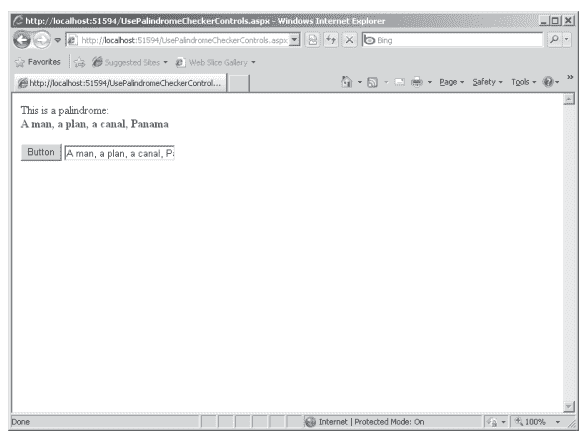 http://localhost:51594/UsePalindromeCheckerControls.aspx - Windows Internet Explorer
http://localhost:51594/UsePalindromeCheckerControls.aspx
Bing
Favorites
Suggested Sites
Web Slice Gallery
http://localhost:51594/UsePalindromeCheckerControl...
Page
Safety
Tools
»
This is a palindrome:
A man, a plan, a canal, Panama
Button
A man, a plan, a canal, Pa
Done
Internet | Protected Mode: On
100%